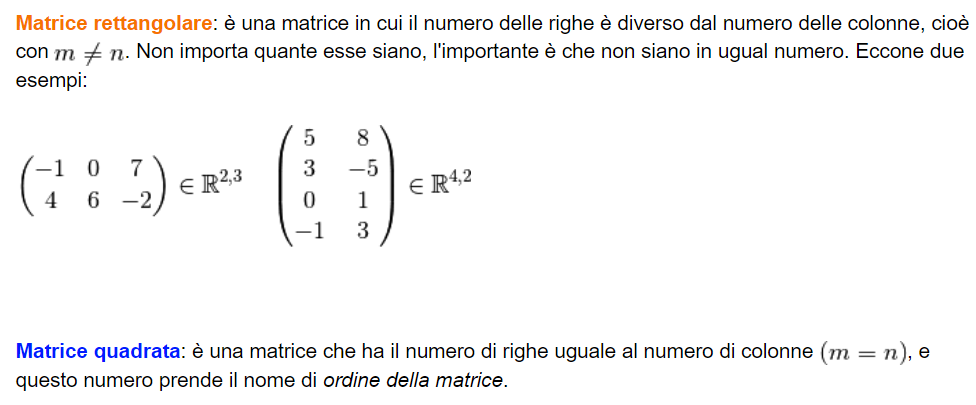 Matrice rettangolare: è una matrice in cui il numero delle righe è diverso dal numero delle colonne, cioè
con m ≠ n. Non importa quante esse siano, l'importante è che non siano in ugual numero. Eccone due
esempi:
(−1 0 7
4 6 −2) ∈ ℝ^{2,3}
(5 8
3 −5
0 1
−1 3) ∈ ℝ^{4,2}
Matrice quadrata: è una matrice che ha il numero di righe uguale al numero di colonne (m = n), e
questo numero prende il nome di ordine della matrice.